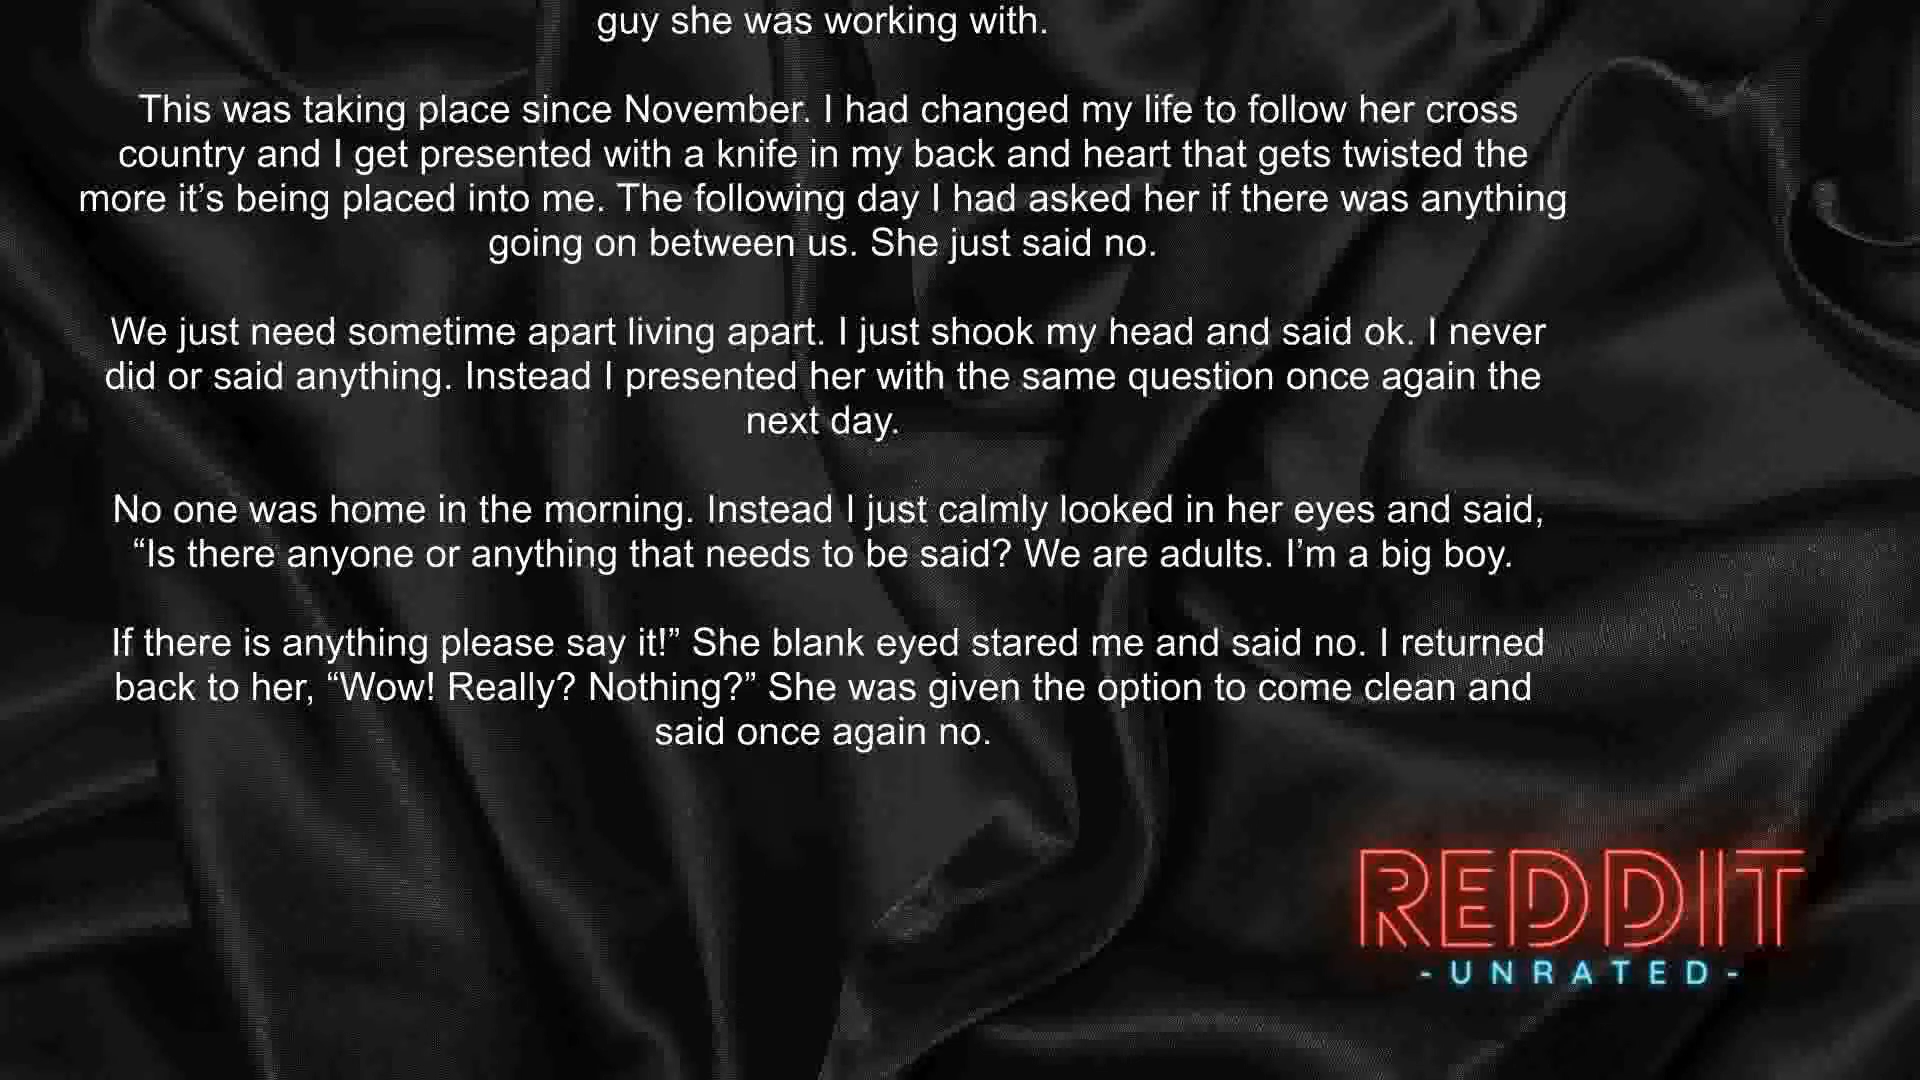 guy she was working with.
This was taking place since November. I had changed my life to follow her cross
country and I get presented with a knife in my back and heart that gets twisted the
more it’s being placed into me. The following day I had asked her if there was anything
going on between us. She just said no.
We just need sometime apart living apart. I just shook my head and said ok. I never
did or said anything. Instead I presented her with the same question once again the
next day.
No one was home in the morning. Instead I just calmly looked in her eyes and said,
“Is there anyone or anything that needs to be said? We are adults. I’m a big boy.
If there is anything please say it!” She blank eyed stared me and said no. I returned
back to her, “Wow! Really? Nothing?” She was given the option to come clean and
said once again no.
REDDIT
- UNRATED -